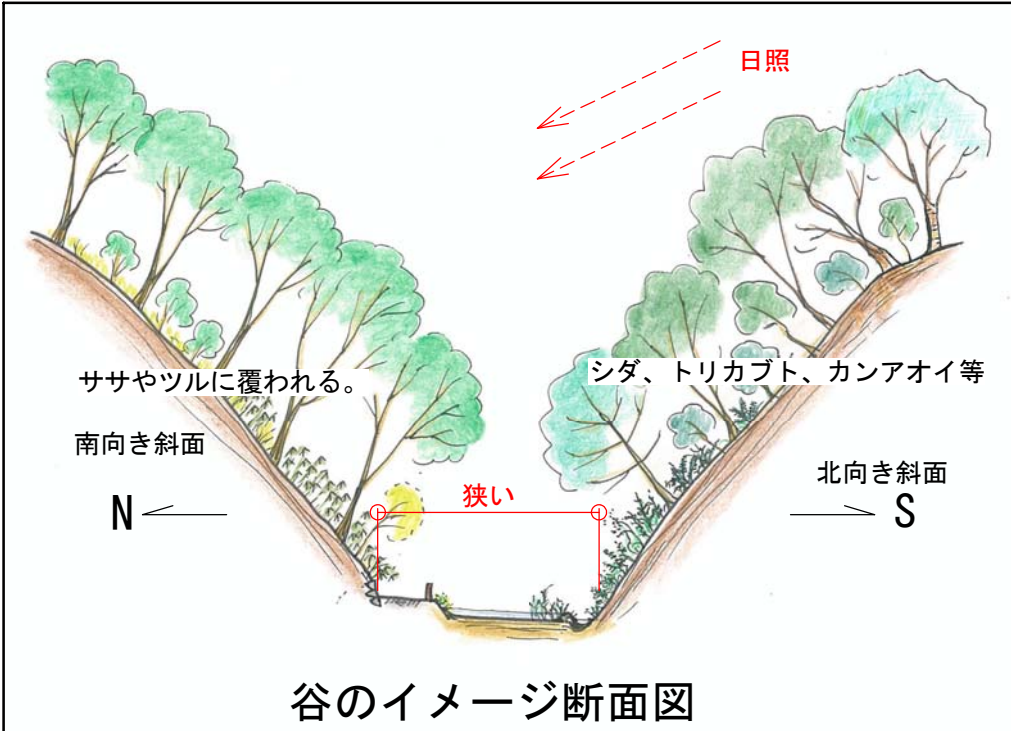 日照
ササやツルに覆われる。
シダ、トリカブト、カンアオイ等
南向き斜面
北向き斜面
狭い
N
S
谷のイメージ断面図